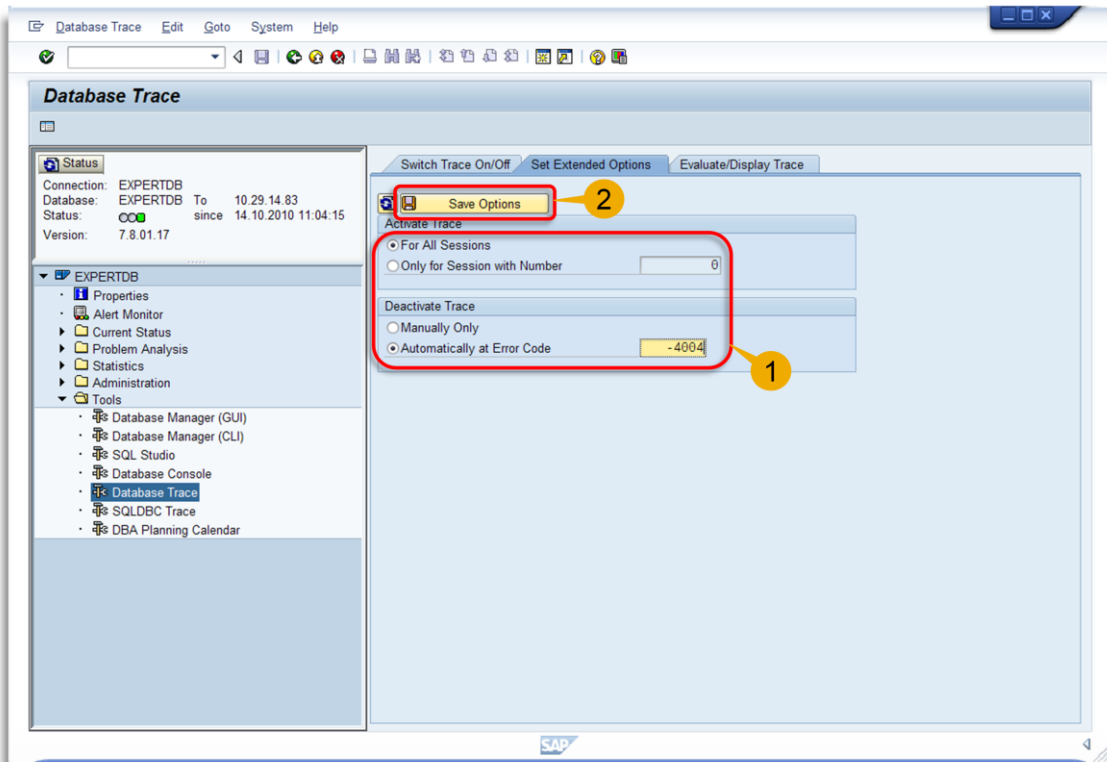 Database Trace Edit Goto System Help
Database Trace
Status
Connection: EXPERTDB
Database: EXPERTDB To 10.29.14.83
Status: since 14.10.2010 11:04:15
Version: 7.8.01.17
EXPERTDB
Properties
Alert Monitor
Current Status
Problem Analysis
Statistics
Administration
Tools
Database Manager (GUI)
Database Manager (CLI)
SQL Studio
Database Console
Database Trace
SQLDBC Trace
DBA Planning Calendar
Switch Trace On/Off Set Extended Options Evaluate/Display Trace
Save Options 2
Activate Trace
For All Sessions
Only for Session with Number 0
Deactivate Trace
Manually Only
Automatically at Error Code -4004
1
SAP